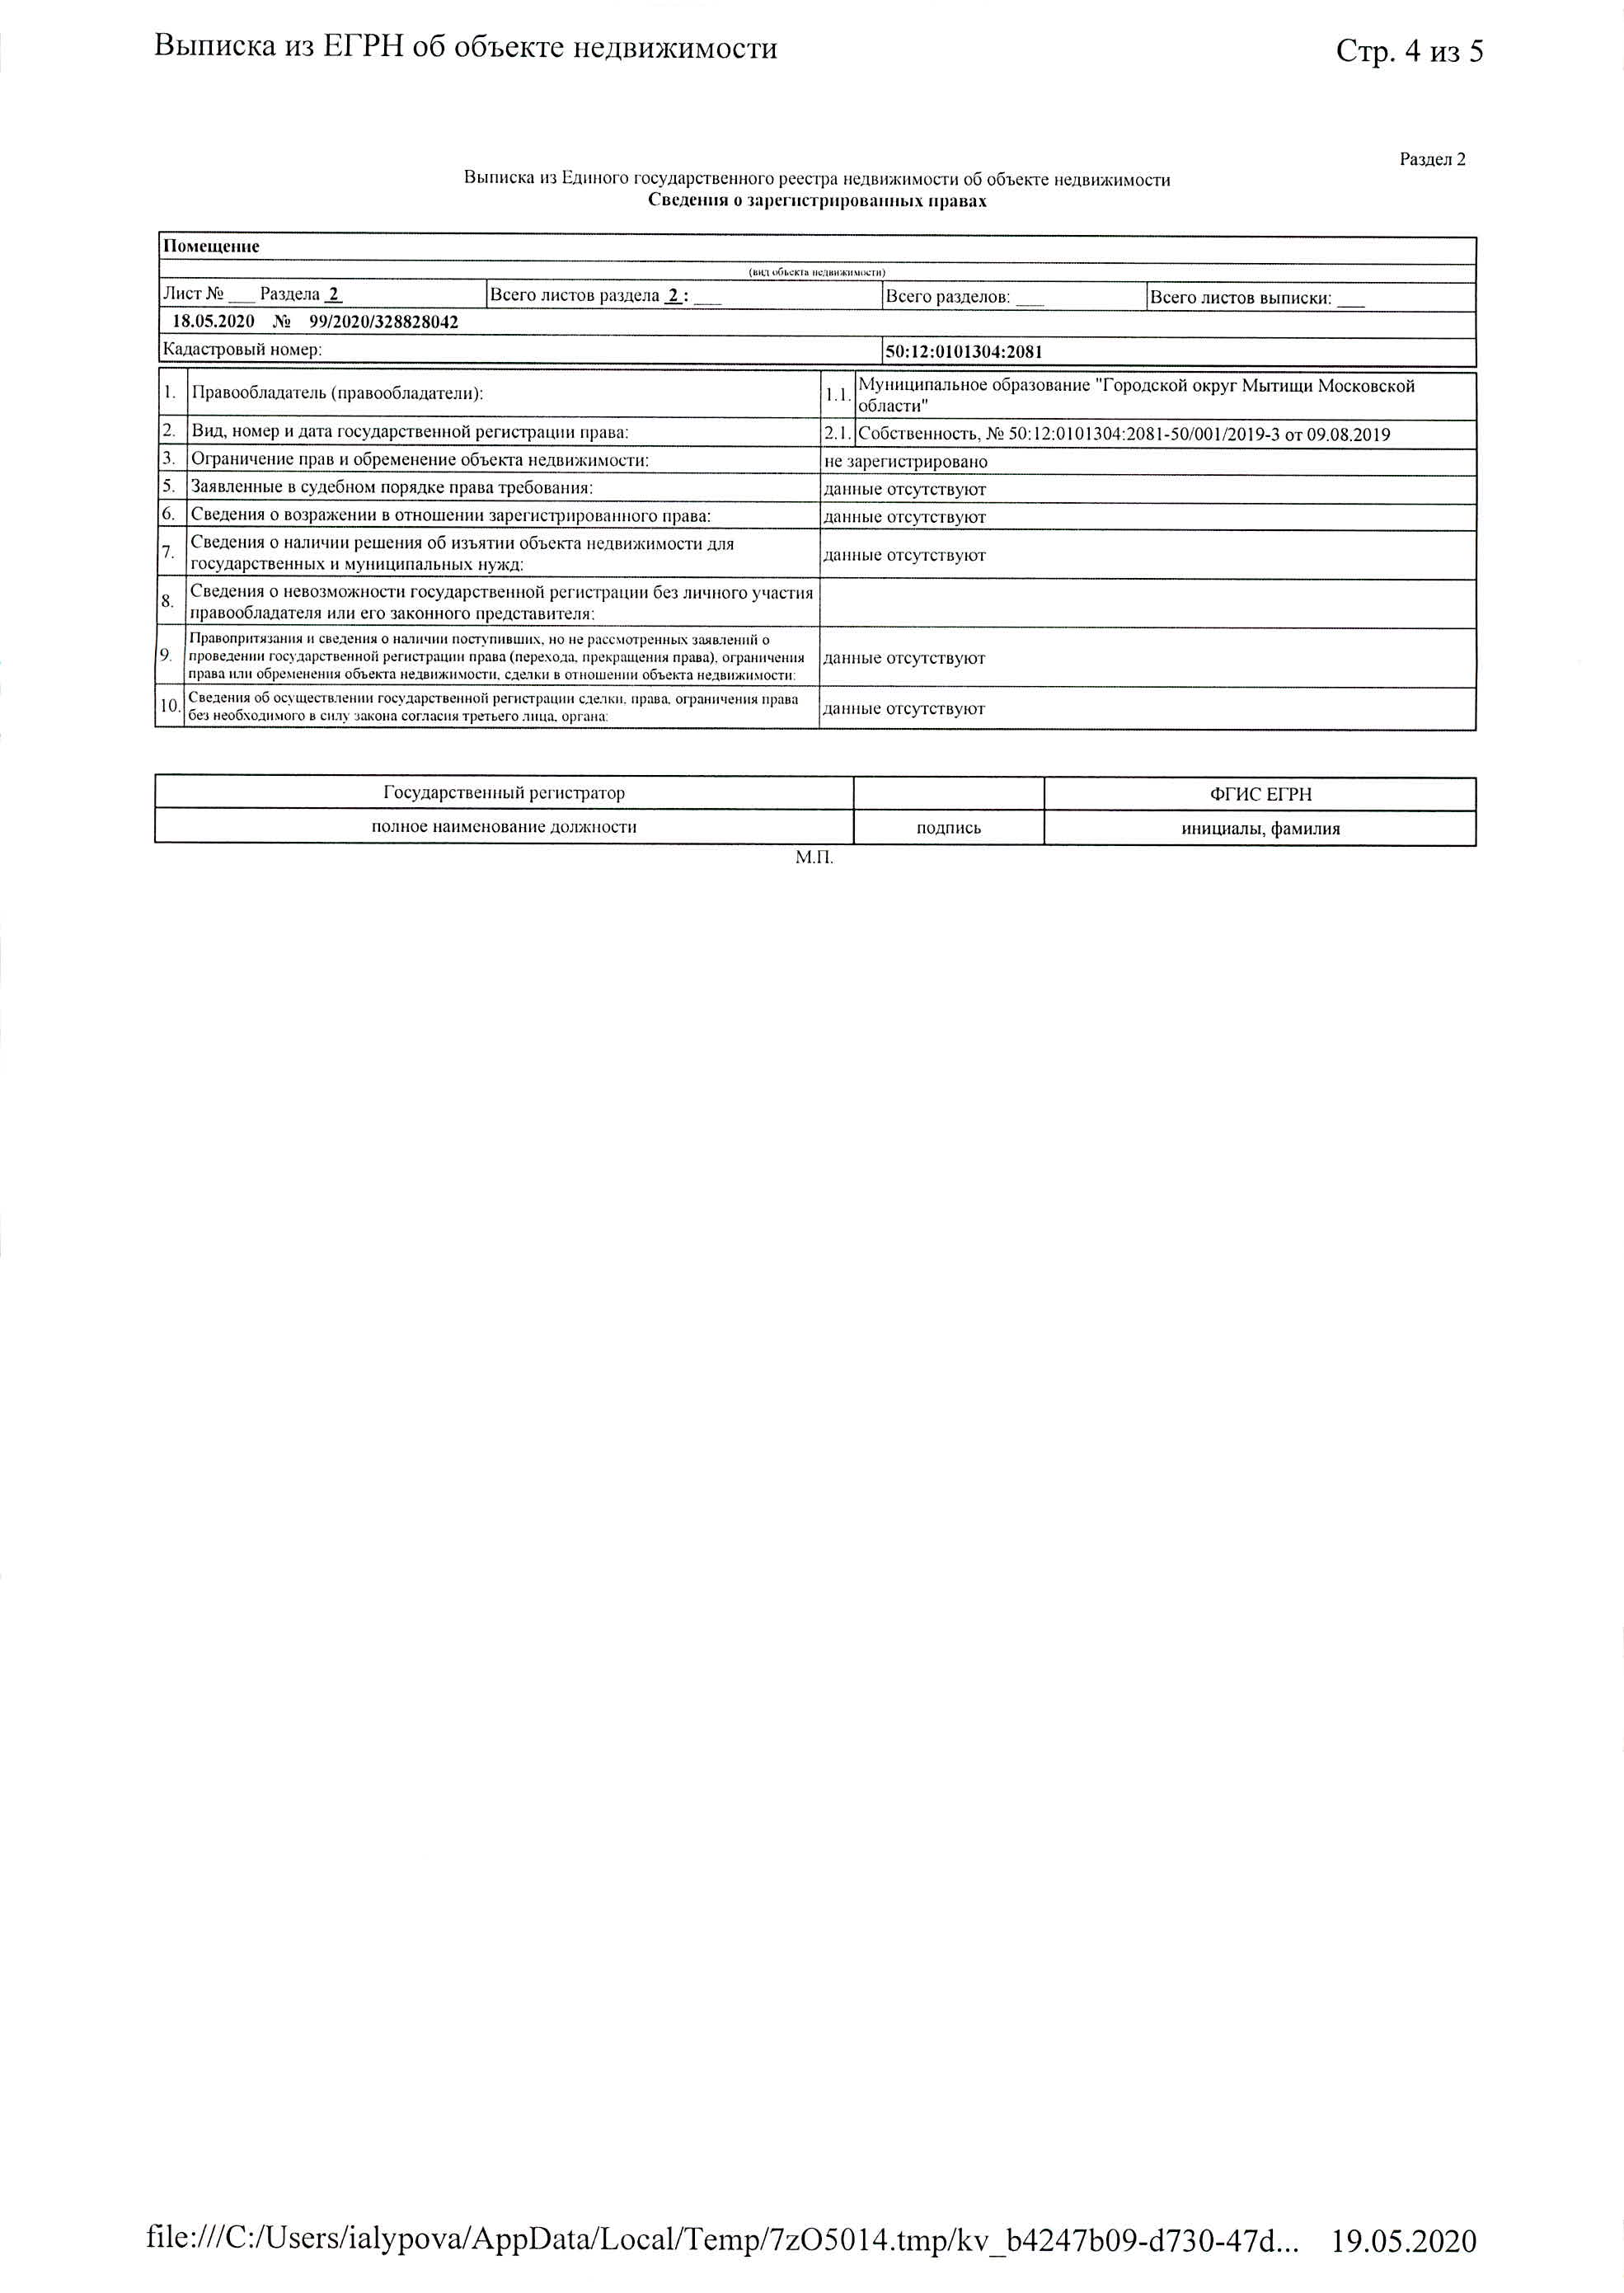 Выписка из ЕГРН об объекте недвижимости Стр. 4 из 5
Раздел 2
Выписка из Единого государственного реестра недвижимости об объекте недвижимости
Сведения о зарегистрированных правах
Помещение
(вид объекта недвижимости)
Лист № ___ Раздела 2 Всего листов раздела 2 : ___ Всего разделов: ___ Всего листов выписки: ___
18.05.2020 № 99/2020/328828042
Кадастровый номер: 50:12:0101304:2081
1. Правообладатель (правообладатели): 1.1. Муниципальное образование "Городской округ Мытищи Московской
области"
2. Вид, номер и дата государственной регистрации права: 2.1. Собственность, № 50:12:0101304:2081-50/001/2019-3 от 09.08.2019
3. Ограничение прав и обременение объекта недвижимости: не зарегистрировано
5. Заявленные в судебном порядке права требования: данные отсутствуют
6. Сведения о возражении в отношении зарегистрированного права: данные отсутствуют
7. Сведения о наличии решения об изъятии объекта недвижимости для
государственных и муниципальных нужд: данные отсутствуют
8. Сведения о невозможности государственной регистрации без личного участия
правообладателя или его законного представителя:
9. Правопритязания и сведения о наличии поступивших, но не рассмотренных заявлений о
проведении государственной регистрации права (перехода, прекращения права), ограничения
права или обременения объекта недвижимости, сделки в отношении объекта недвижимости: данные отсутствуют
10. Сведения об осуществлении государственной регистрации сделки, права, ограничения права
без необходимого в силу закона согласия третьего лица, органа: данные отсутствуют
Государственный регистратор ФГИС ЕГРН
полное наименование должности подпись инициалы, фамилия
М.П.
file:///C:/Users/ialypova/AppData/Local/Temp/7zO5014.tmp/kv_b4247b09-d730-47d... 19.05.2020